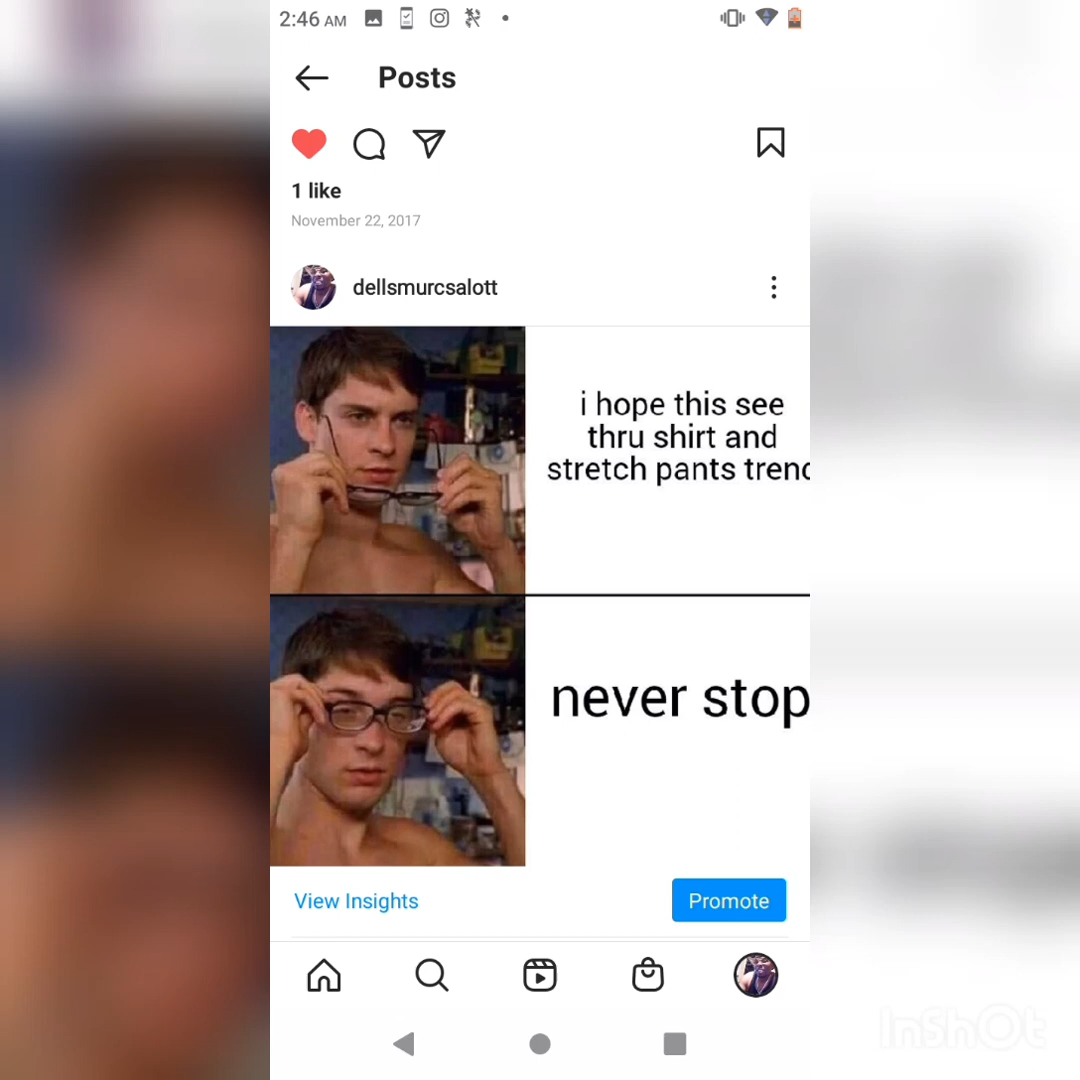 2:46 AM
Posts
1 like
November 22, 2017
dellsmurcsalott
i hope this see
thru shirt and
stretch pants trend
never stop
View Insights
Promote
InShOt